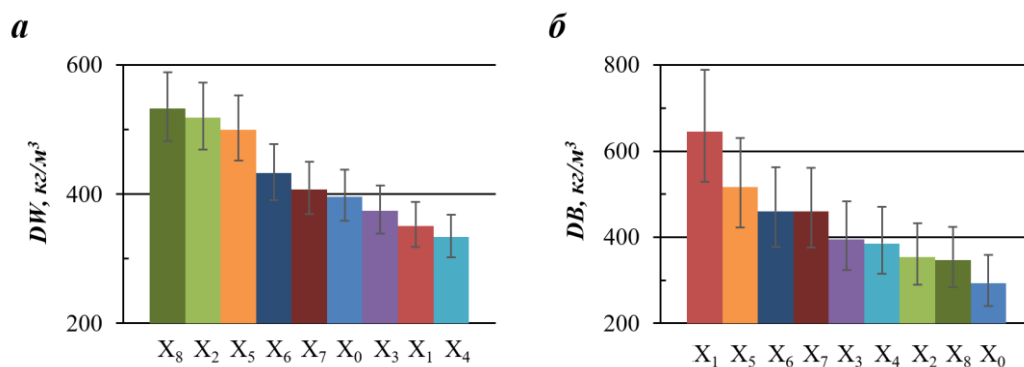 а
DW, кг/м³
600
400
200
X₈ X₂ X₅ X₆ X₇ X₀ X₃ X₁ X₄
б
DB, кг/м³
800
600
400
200
X₁ X₅ X₆ X₇ X₃ X₄ X₂ X₈ X₀